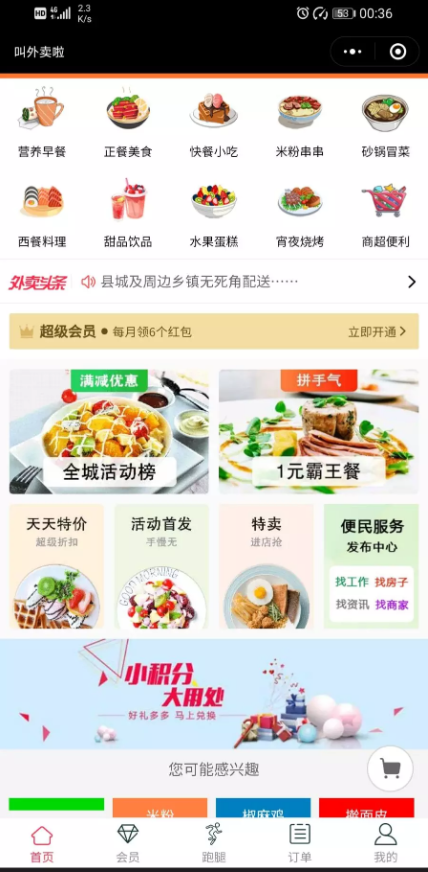 HD 4G 2.3 K/s 53 00:36
叫外卖啦
营养早餐 正餐美食 快餐小吃 米粉串串 砂锅冒菜
西餐料理 甜品饮品 水果蛋糕 宵夜烧烤 商超便利
外卖头条 县城及周边乡镇无死角配送……
超级会员 每月领6个红包 立即开通
满减优惠 拼手气
全城活动榜 1元霸王餐
天天特价 活动首发 特卖 便民服务
超级折扣 手慢无 进店抢 发布中心
找工作 找房子
找资讯 找商家
GOOD MORNING
小积分
大用处
好礼多多 马上兑换
您可能感兴趣
米粉 椒麻鸡 擀面皮
首页 会员 跑腿 订单 我的